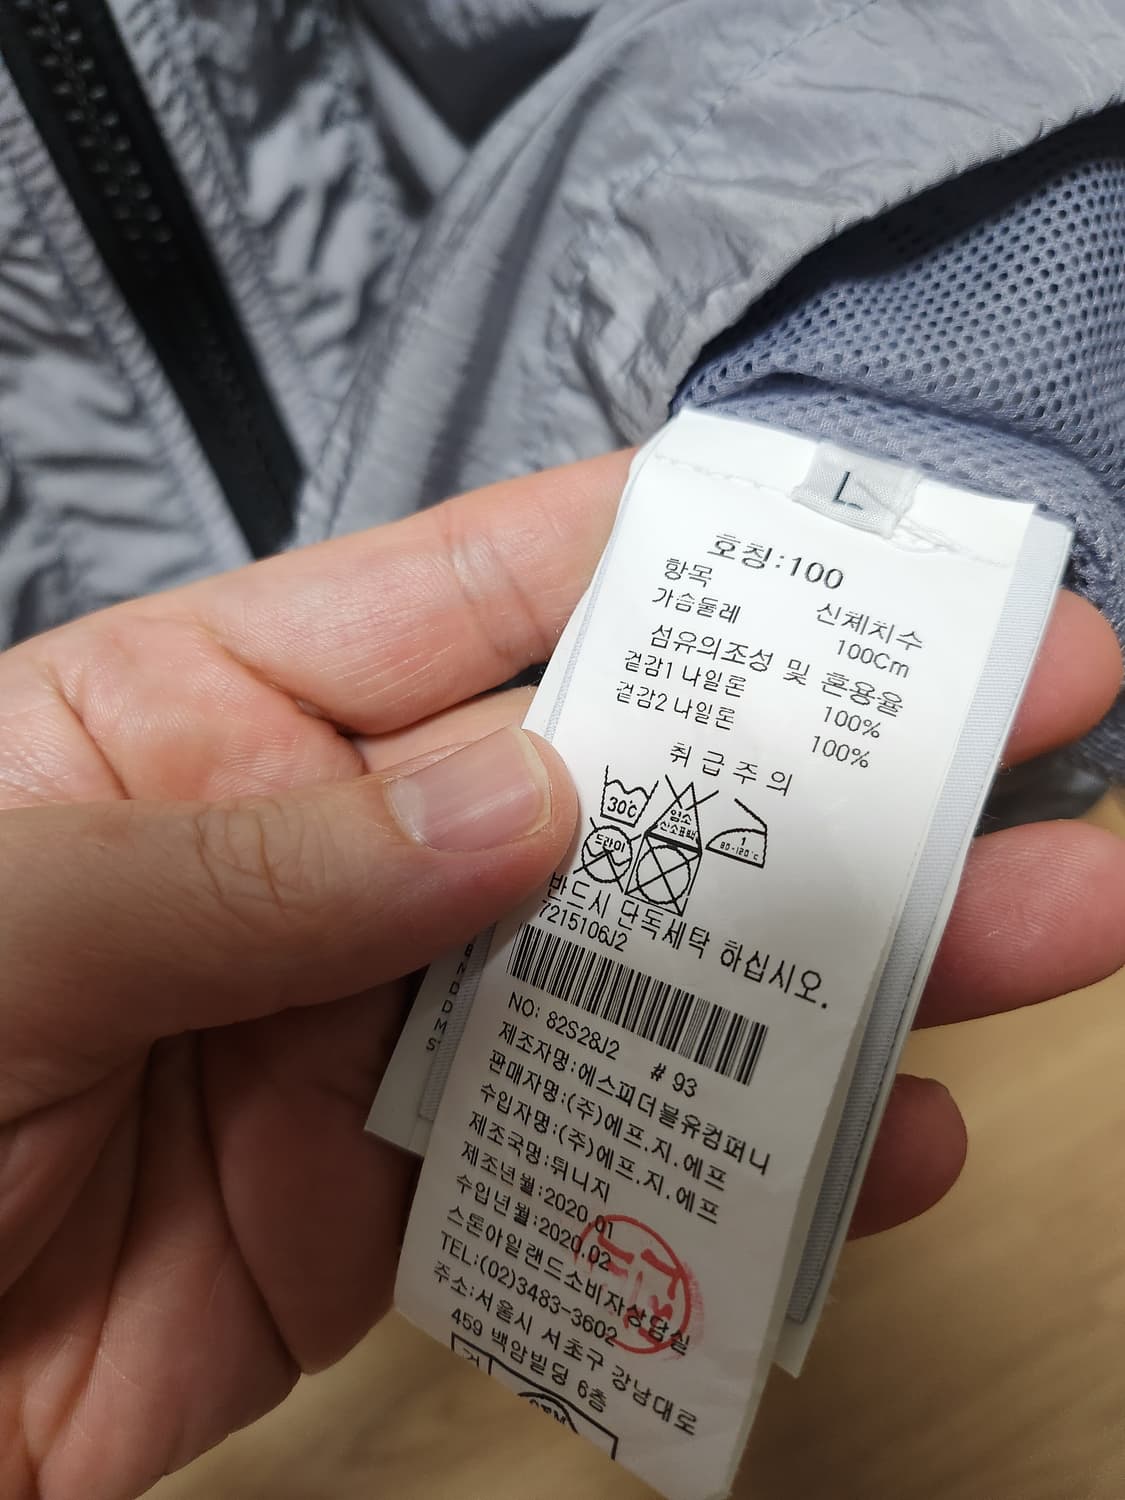 L
호칭:100
항목 신체치수
가슴둘레 100Cm
섬유의조성 및 혼용율
겉감1 나일론 100%
겉감2 나일론 100%
취 급 주 의
30℃
염소
산소표백
1
80-120℃
드라이
반드시 단독세탁 하십시오.
7215106J2
NO: 82S28J2 # 93
제조자명:에스피더블유컴퍼니
판매자명:(주)에프.지.에프
수입자명:(주)에프.지.에프
제조국명:튀니지
제조년월:2020.01
수입년월:2020.02
스톤아일랜드소비자상담실
TEL:(02)3483-3602
주소:서울시 서초구 강남대로
459 백암빌딩 6층